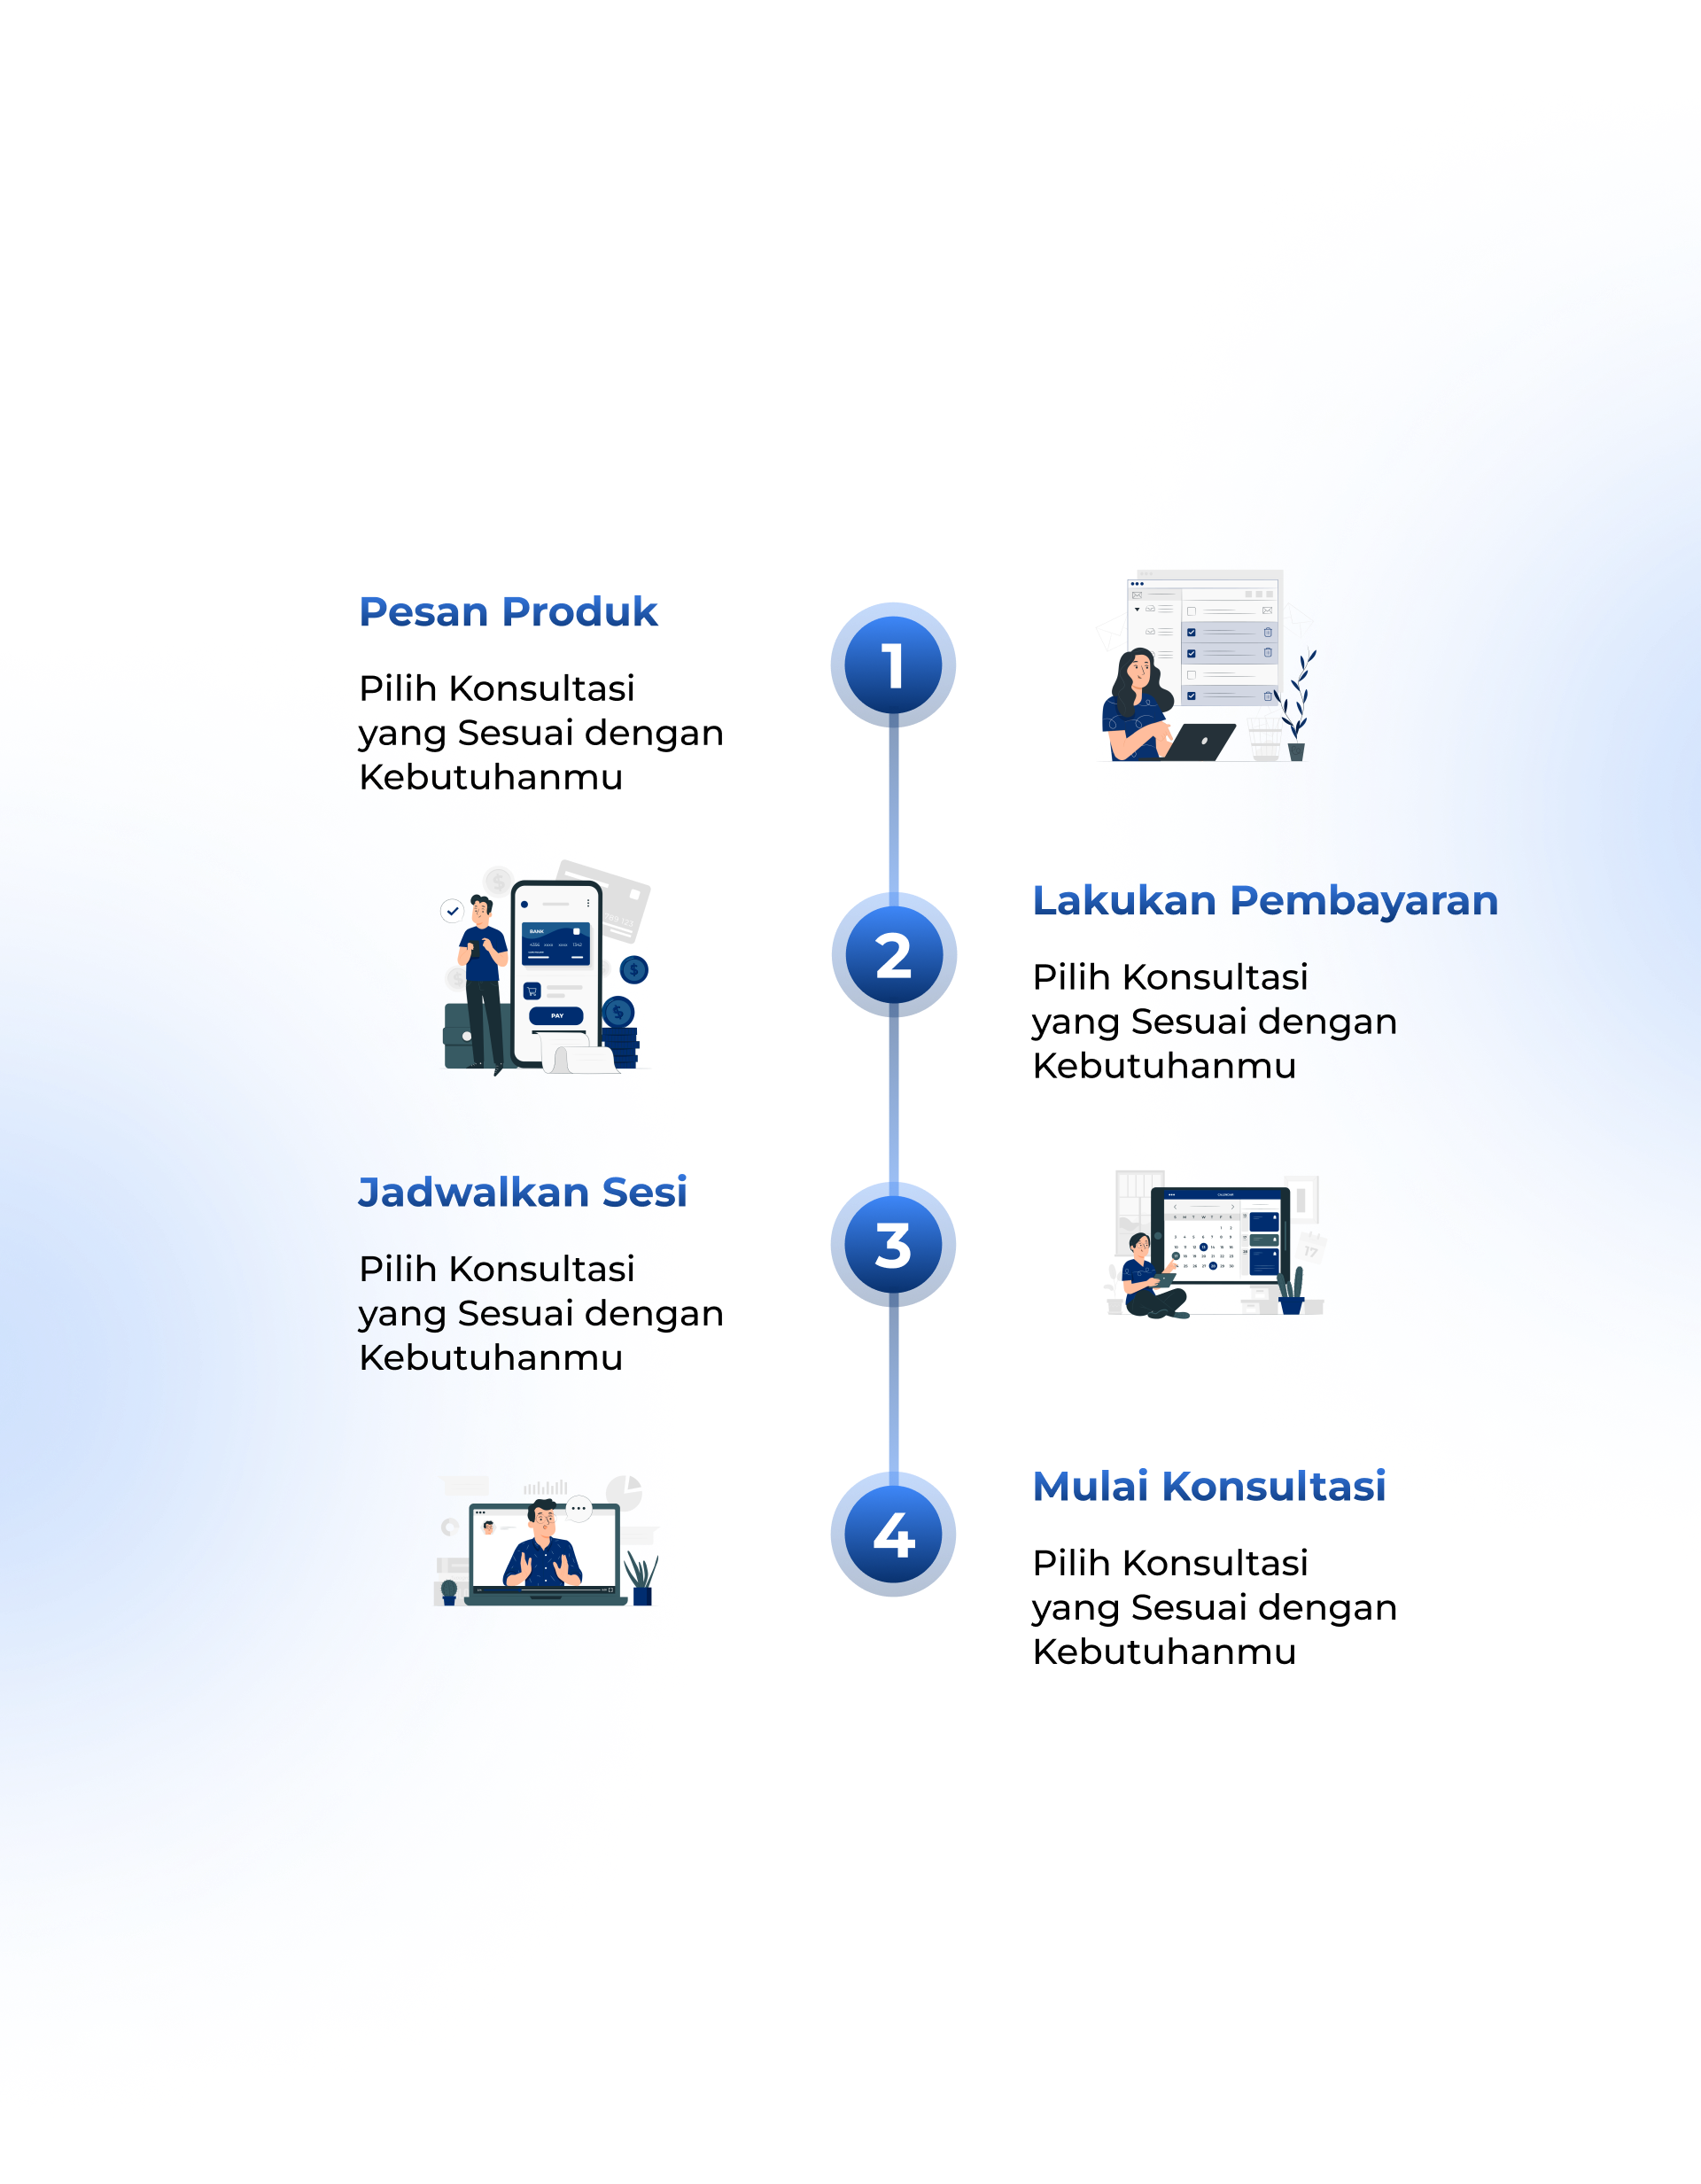 Pesan Produk
Pilih Konsultasi
yang Sesuai dengan
Kebutuhanmu
1
2
BANK
PAY
Lakukan Pembayaran
Pilih Konsultasi
yang Sesuai dengan
Kebutuhanmu
Jadwalkan Sesi
Pilih Konsultasi
yang Sesuai dengan
Kebutuhanmu
3
17
4
Mulai Konsultasi
Pilih Konsultasi
yang Sesuai dengan
Kebutuhanmu